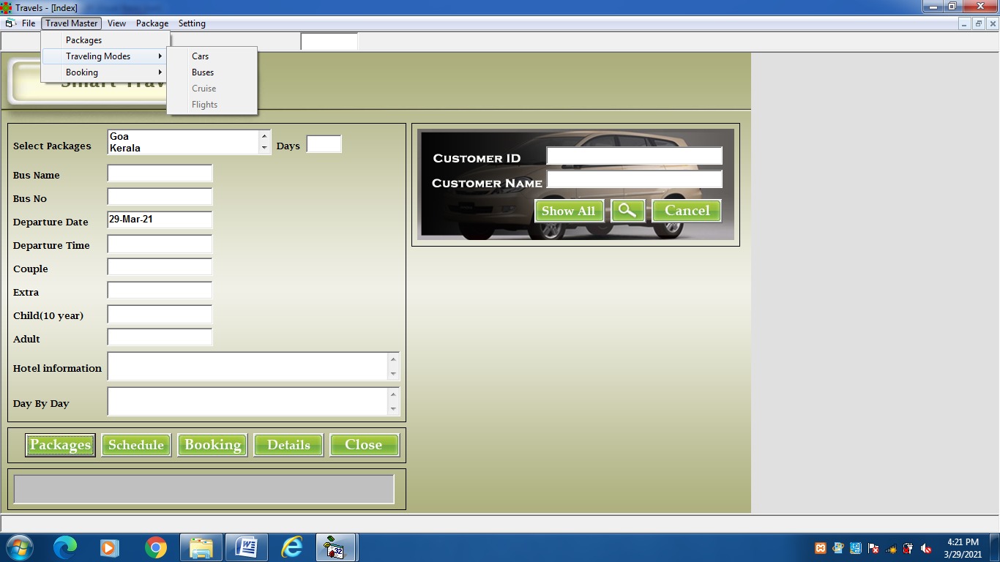 Travels - [Index]
File Travel Master View Package Setting
Packages
Traveling Modes
Booking
Cars
Buses
Cruise
Flights
Select Packages
Goa
Kerala
Days
Bus Name
Bus No
Departure Date 29-Mar-21
Departure Time
Couple
Extra
Child(10 year)
Adult
Hotel information
Day By Day
Packages Schedule Booking Details Close
CUSTOMER ID
CUSTOMER NAME
Show All Cancel
4:21 PM
3/29/2021